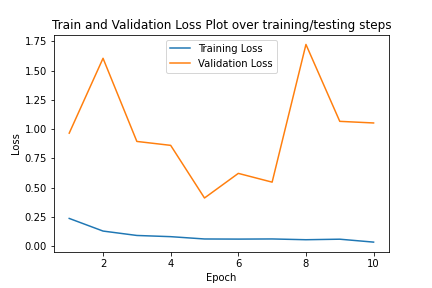 Train and Validation Loss Plot over training/testing steps
Training Loss
Validation Loss
1.75
1.50
1.25
1.00
0.75
0.50
0.25
0.00
Loss
2
4
6
8
10
Epoch